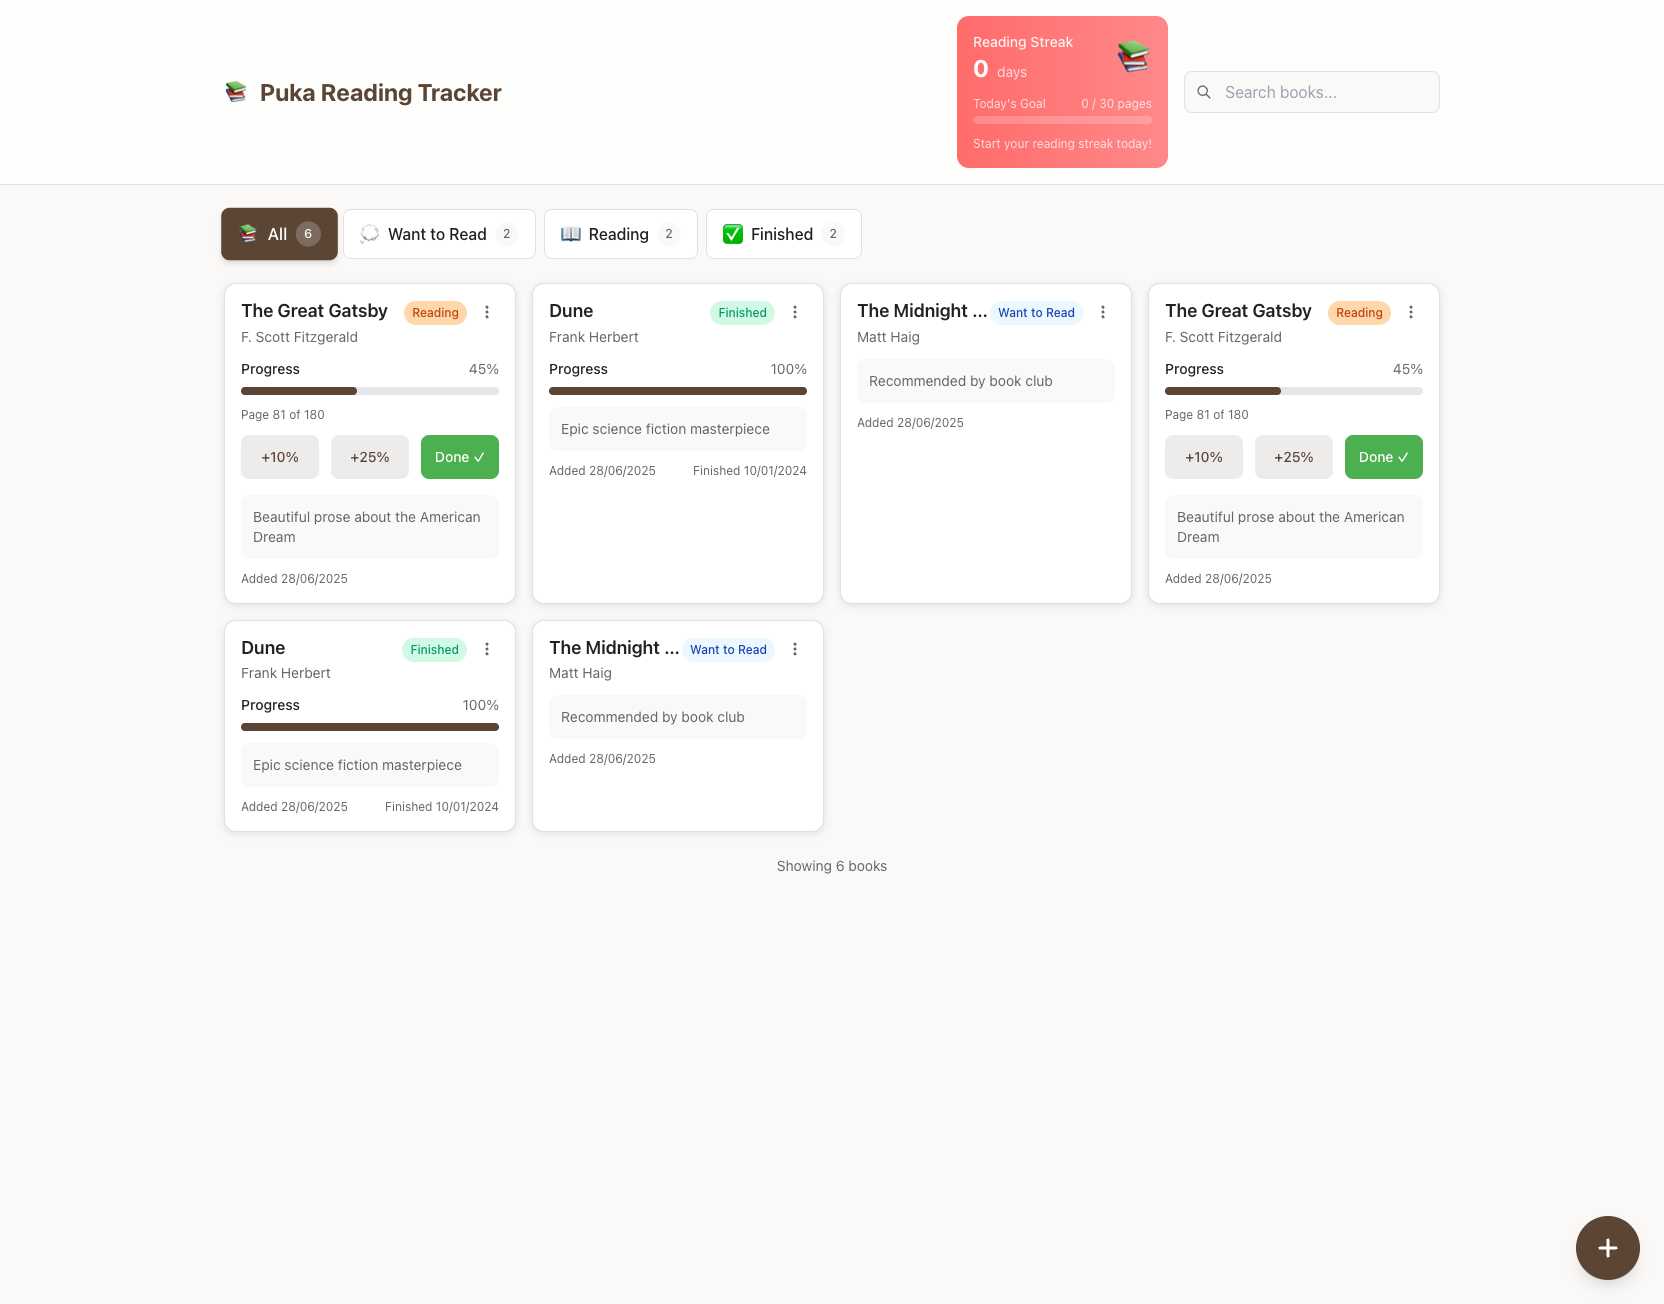 Puka Reading Tracker
Reading Streak
0 days
Today's Goal 0 / 30 pages
Start your reading streak today!
Search books...
All 6
Want to Read 2
Reading 2
Finished 2
The Great Gatsby Reading
F. Scott Fitzgerald
Progress 45%
Page 81 of 180
+10% +25% Done ✓
Beautiful prose about the American
Dream
Added 28/06/2025
Dune Finished
Frank Herbert
Progress 100%
Epic science fiction masterpiece
Added 28/06/2025 Finished 10/01/2024
The Midnight ... Want to Read
Matt Haig
Recommended by book club
Added 28/06/2025
The Great Gatsby Reading
F. Scott Fitzgerald
Progress 45%
Page 81 of 180
+10% +25% Done ✓
Beautiful prose about the American
Dream
Added 28/06/2025
Dune Finished
Frank Herbert
Progress 100%
Epic science fiction masterpiece
Added 28/06/2025 Finished 10/01/2024
The Midnight ... Want to Read
Matt Haig
Recommended by book club
Added 28/06/2025
Showing 6 books